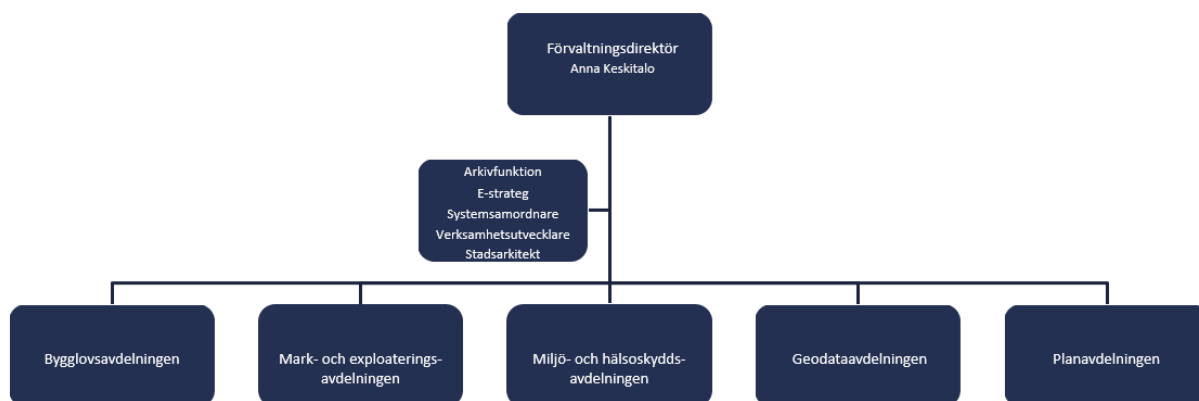 Förvaltningsdirektör
Anna Keskitalo
Arkivfunktion
E-strateg
Systemsamordnare
Verksamhetsutvecklare
Stadsarkitekt
Bygglovsavdelningen
Mark- och exploaterings-
avdelningen
Miljö- och hälsoskydds-
avdelningen
Geodataavdelningen
Planavdelningen